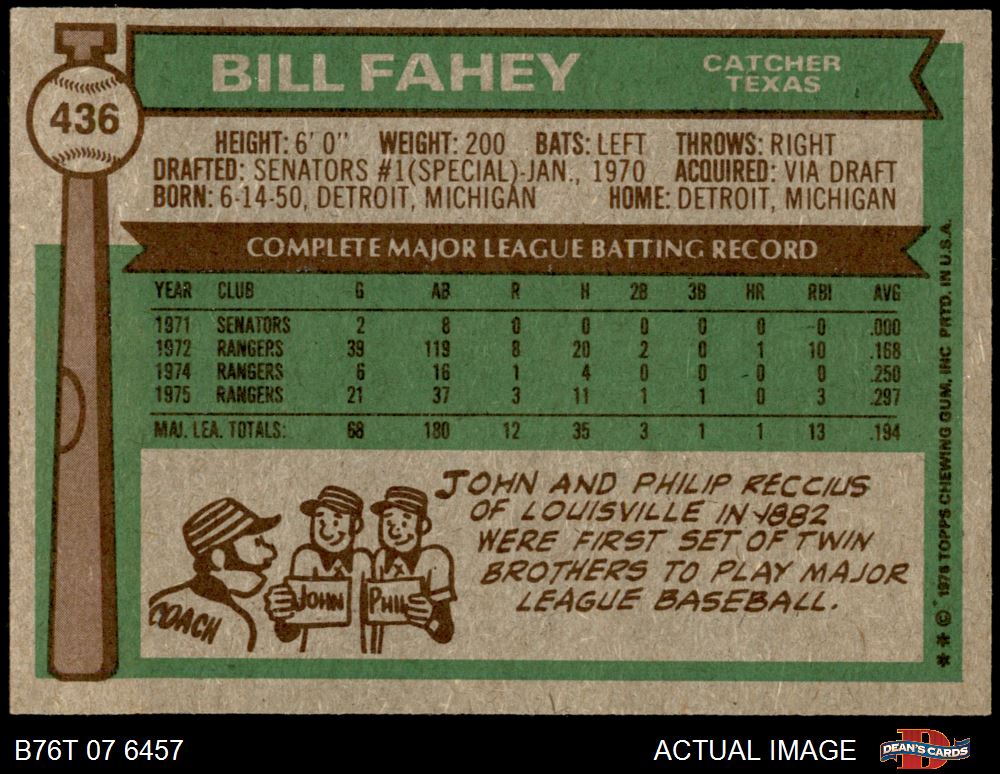 436
BILL FAHEY
CATCHER
TEXAS
HEIGHT: 6' 0" WEIGHT: 200 BATS: LEFT THROWS: RIGHT
DRAFTED: SENATORS #1(SPECIAL)-JAN., 1970 ACQUIRED: VIA DRAFT
BORN: 6-14-50, DETROIT, MICHIGAN HOME: DETROIT, MICHIGAN
COMPLETE MAJOR LEAGUE BATTING RECORD
YEAR CLUB G AB R H 2B 3B HR RBI AVG
1971 SENATORS 2 8 0 0 0 0 0 0 .000
1972 RANGERS 39 119 8 20 2 0 1 10 .168
1974 RANGERS 6 16 1 4 0 0 0 0 .250
1975 RANGERS 21 37 3 11 1 1 0 3 .297
MAJ. LEA. TOTALS: 68 180 12 35 3 1 1 13 .194
JOHN AND PHILIP RECCIUS
OF LOUISVILLE IN 1882
WERE FIRST SET OF TWIN
BROTHERS TO PLAY MAJOR
LEAGUE BASEBALL.
COACH
JOHN
PHIL
* * © 1976 TOPPS CHEWING GUM, INC PRTD. IN U.S.A.
B76T 07 6457
ACTUAL IMAGE
DEAN'S CARDS